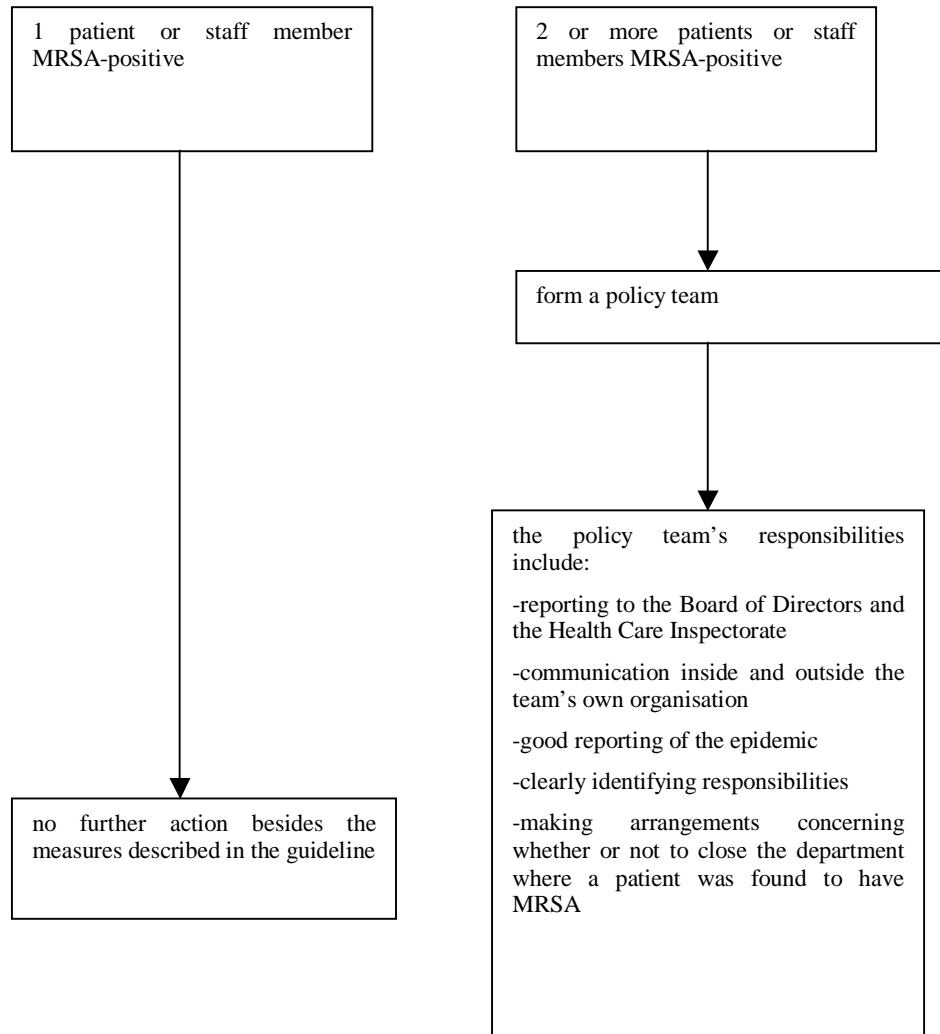 1 patient or staff member
MRSA-positive
2 or more patients or staff
members MRSA-positive
form a policy team
the policy team’s responsibilities
include:
-reporting to the Board of Directors and
the Health Care Inspectorate
-communication inside and outside the
team’s own organisation
-good reporting of the epidemic
-clearly identifying responsibilities
-making arrangements concerning
whether or not to close the department
where a patient was found to have
MRSA
no further action besides the
measures described in the guideline